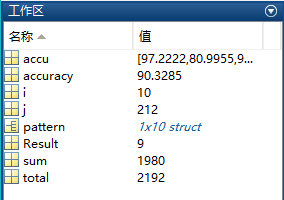 工作区
名称 值
accu [97.2222,80.9955,9...
accuracy 90.3285
i 10
j 212
pattern 1x10 struct
Result 9
sum 1980
total 2192